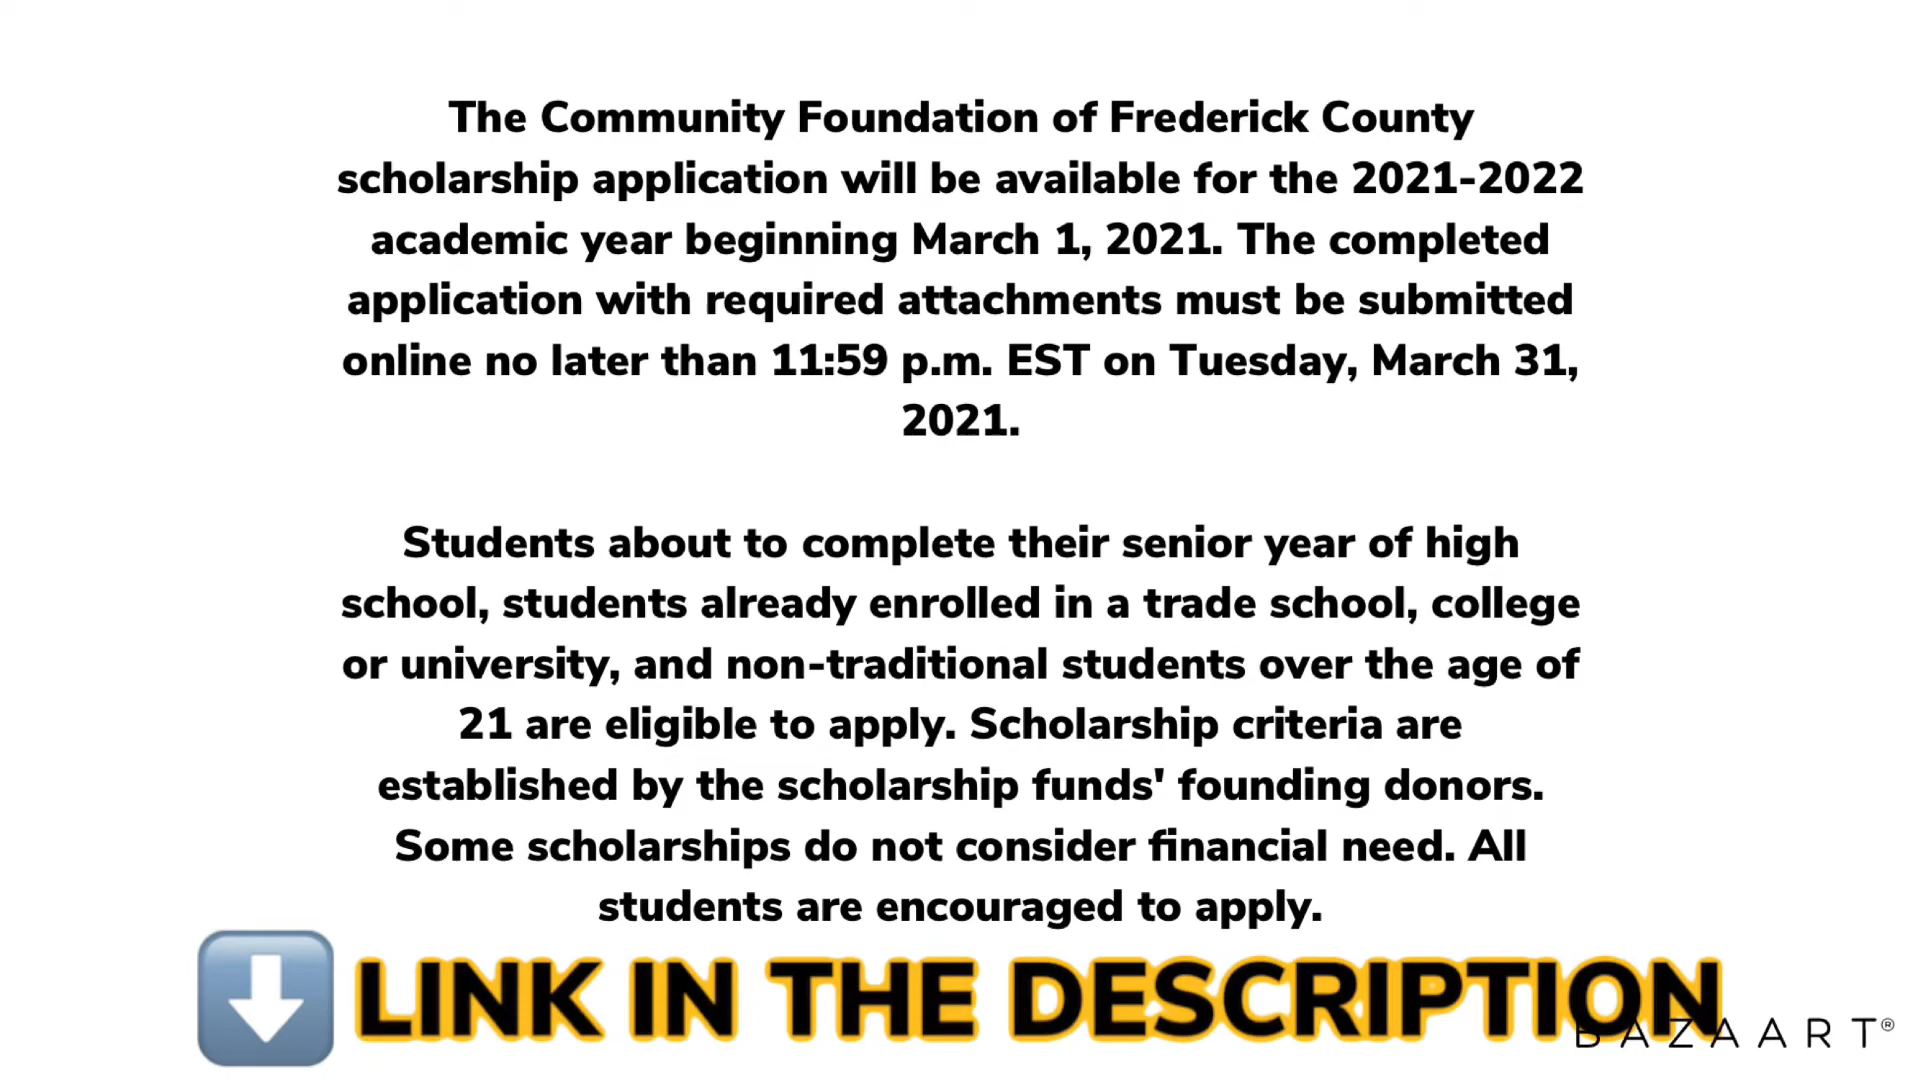 The Community Foundation of Frederick County
scholarship application will be available for the 2021-2022
academic year beginning March 1, 2021. The completed
application with required attachments must be submitted
online no later than 11:59 p.m. EST on Tuesday, March 31,
2021.
Students about to complete their senior year of high
school, students already enrolled in a trade school, college
or university, and non-traditional students over the age of
21 are eligible to apply. Scholarship criteria are
established by the scholarship funds' founding donors.
Some scholarships do not consider financial need. All
students are encouraged to apply.
LINK IN THE DESCRIPTION
BAZAART®